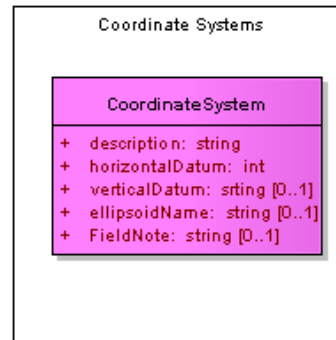 Coordinate Systems
CoordinateSystem
+ description: string
+ horizontalDatum: int
+ verticalDatum: srting [0..1]
+ ellipsoidName: string [0..1]
+ FieldNote: string [0..1]